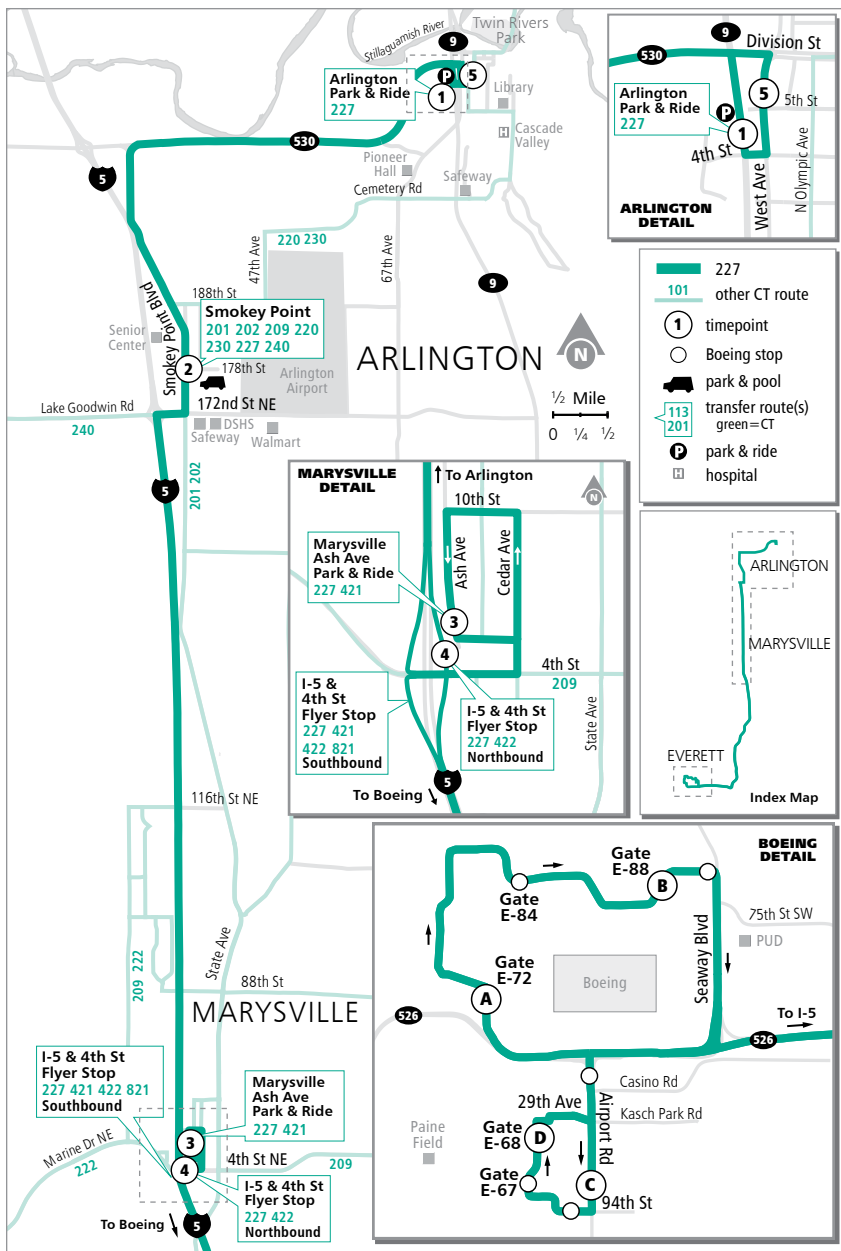 Stillaguamish River
9
Twin Rivers
Park
Arlington
Park & Ride
227
P
5
1
Library
H
Cascade
Valley
530
5
Pioneer
Hall
Safeway
Cemetery Rd
47th Ave
220 230
67th Ave
9
188th St
Smokey Point Blvd
Senior
Center
Smokey Point
201 202 209 220
230 227 240
2
178th St
Arlington
Airport
ARLINGTON
N
½ Mile
0 ¼ ½
Lake Goodwin Rd
240
172nd St NE
DSHS
Safeway
Walmart
5
201 202
116th St NE
State Ave
209 222
88th St
MARYSVILLE
I-5 & 4th St
Flyer Stop
227 421 422 821
Southbound
Marysville
Ash Ave
Park & Ride
227 421
3
4
Marine Dr NE
222
4th St NE
209
I-5 & 4th St
Flyer Stop
227 422
Northbound
To Boeing
5
9
Division St
530
Arlington
Park & Ride
227
P
1
5
5th St
4th St
West Ave
N Olympic Ave
ARLINGTON
DETAIL
227
101
other CT route
1
timepoint
Boeing stop
park & pool
113
201
transfer route(s)
green=CT
P
park & ride
H
hospital
MARYSVILLE
DETAIL
To Arlington
N
10th St
Marysville
Ash Ave
Park & Ride
227 421
Ash Ave
Cedar Ave
3
4
4th St
209
I-5 &
4th St
Flyer Stop
227 421
422 821
Southbound
I-5 & 4th St
Flyer Stop
227 422
Northbound
State Ave
To Boeing
5
ARLINGTON
MARYSVILLE
EVERETT
Index Map
BOEING
DETAIL
Gate
E-88
B
Gate
E-84
75th St SW
PUD
Seaway Blvd
Gate
E-72
A
Boeing
526
To I-5
526
Casino Rd
29th Ave
Airport Rd
Kasch Park Rd
Paine
Field
Gate
E-68
D
Gate
E-67
C
94th St